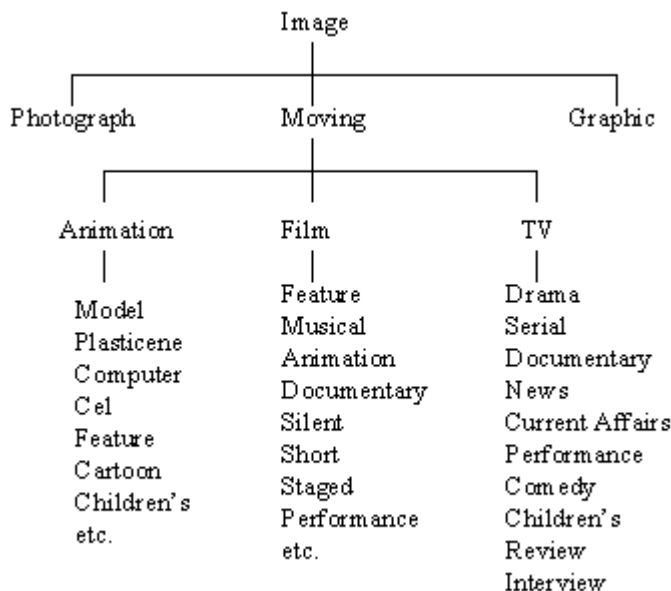 Image
Photograph Moving Graphic
Animation Film TV
Model
Plasticene
Computer
Cel
Feature
Cartoon
Children's
etc.
Feature
Musical
Animation
Documentary
Silent
Short
Staged
Performance
etc.
Drama
Serial
Documentary
News
Current Affairs
Performance
Comedy
Children's
Review
Interview